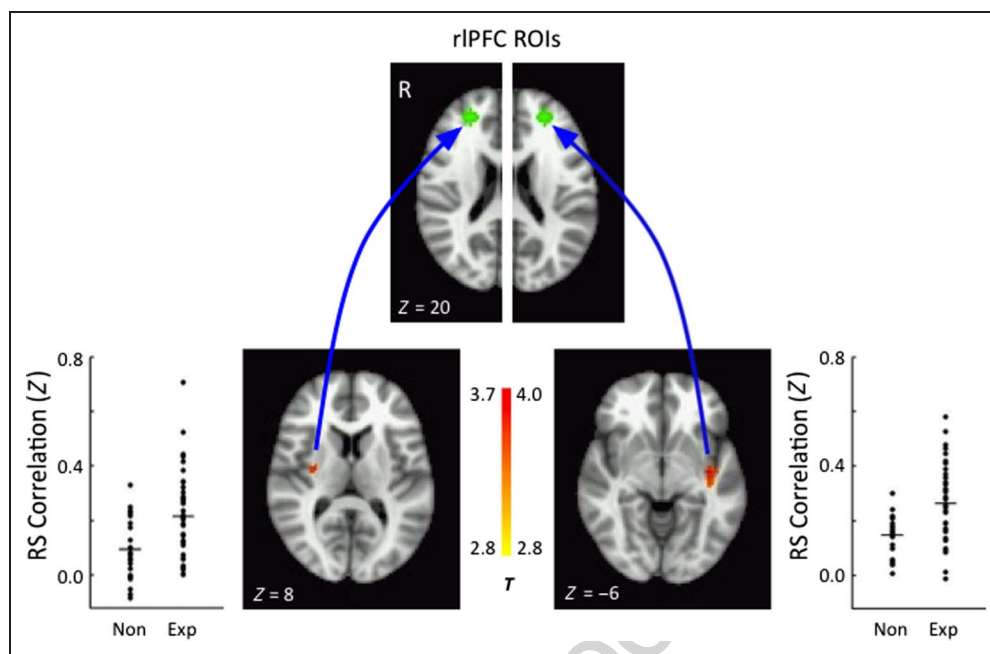 rlPFC ROIs
R
Z = 20
RS Correlation (Z)
0.8
0.4
0.0
Non Exp
Z = 8
3.7 4.0
2.8 2.8
T
Z = –6
RS Correlation (Z)
0.8
0.4
0.0
Non Exp